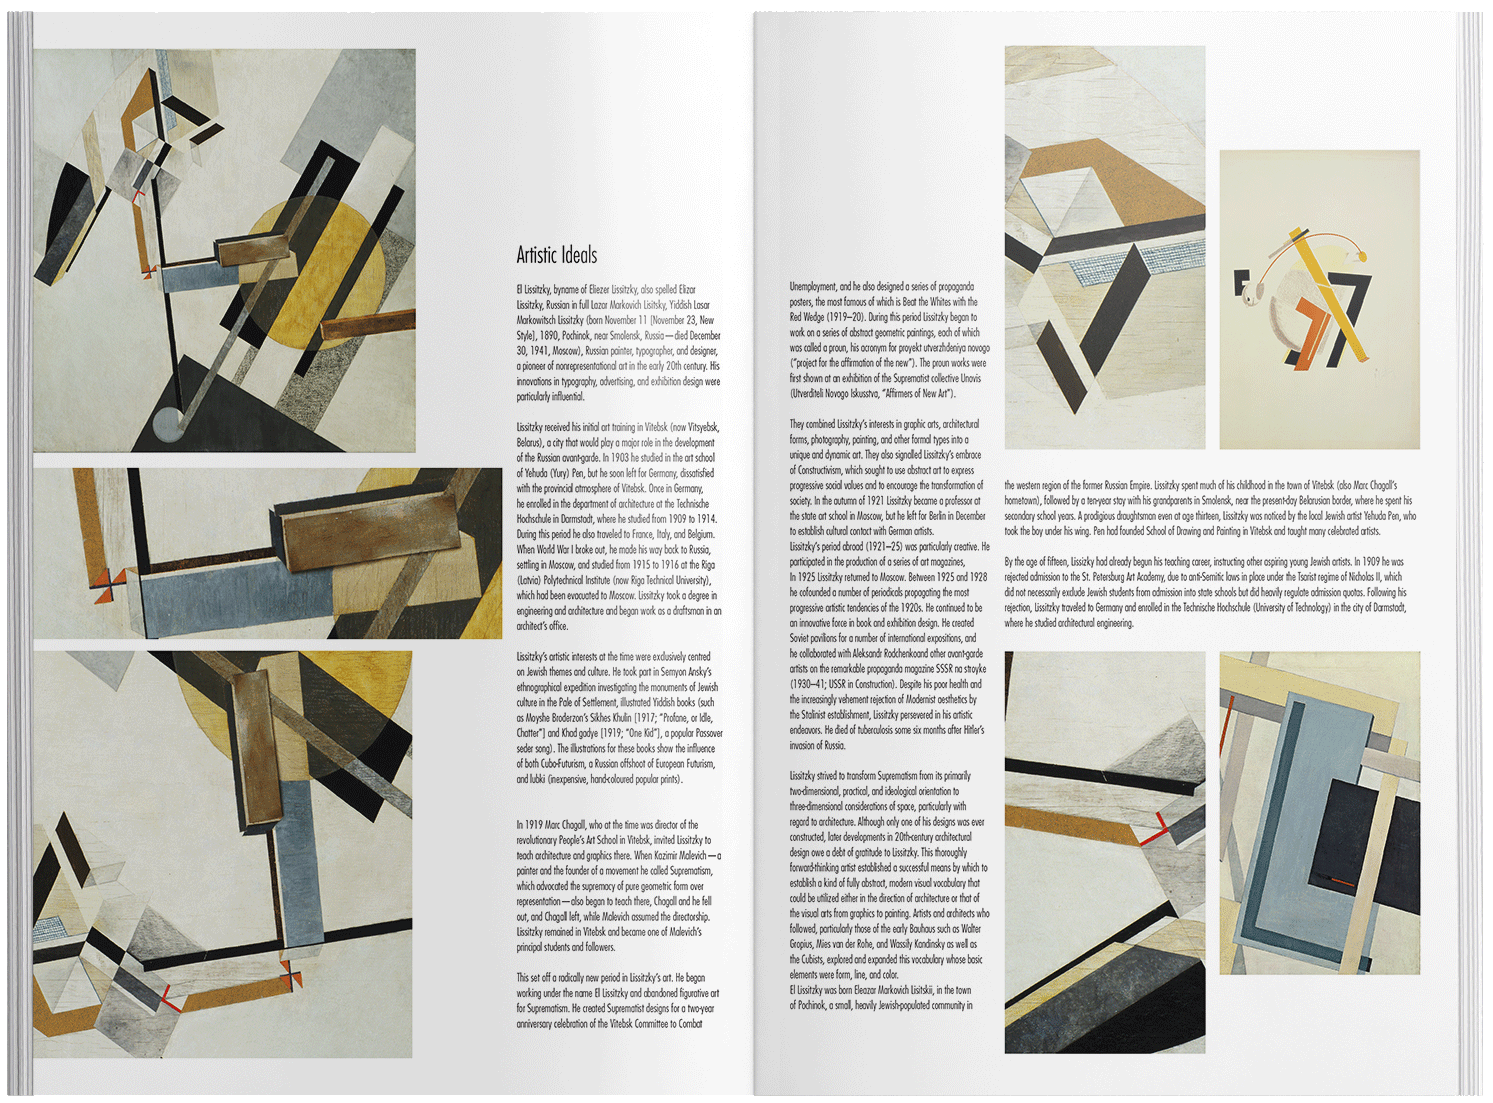 Artistic Ideals
El Lissitzky, byname of Eliezer Lissitzky, also spelled Elizar
Lissitzky, Russian in full Lazar Markovich Lisitsky, Yiddish Lasar
Markowitsch Lissitzky (born November 11 [November 23, New
Style], 1890, Pochinok, near Smolensk, Russia—died December
30, 1941, Moscow), Russian painter, typographer, and designer,
a pioneer of nonrepresentational art in the early 20th century. His
innovations in typography, advertising, and exhibition design were
particularly influential.
Lissitzky received his initial art training in Vitebsk (now Vitsyebsk,
Belarus), a city that would play a major role in the development
of the Russian avant-garde. In 1903 he studied in the art school
of Yehuda (Yury) Pen, but he soon left for Germany, dissatisfied
with the provincial atmosphere of Vitebsk. Once in Germany,
he enrolled in the department of architecture at the Technische
Hochschule in Darmstadt, where he studied from 1909 to 1914.
During this period he also traveled to France, Italy, and Belgium.
When World War I broke out, he made his way back to Russia,
settling in Moscow, and studied from 1915 to 1916 at the Riga
(Latvia) Polytechnical Institute (now Riga Technical University),
which had been evacuated to Moscow. Lissitzky took a degree in
engineering and architecture and began work as a draftsman in an
architect's office.
Lissitzky's artistic interests at the time were exclusively centred
on Jewish themes and culture. He took part in Semyon Ansky's
ethnographical expedition investigating the monuments of Jewish
culture in the Pale of Settlement, illustrated Yiddish books (such
as Moyshe Broderzon's Sikhes Khulin [1917; "Profane, or Idle,
Chatter"] and Khad gadye [1919; "One Kid"], a popular Passover
seder song). The illustrations for these books show the influence
of both Cubo-Futurism, a Russian offshoot of European Futurism,
and lubki (inexpensive, hand-coloured popular prints).
In 1919 Marc Chagall, who at the time was director of the
revolutionary People's Art School in Vitebsk, invited Lissitzky to
teach architecture and graphics there. When Kazimir Malevich—a
painter and the founder of a movement he called Suprematism,
which advocated the supremacy of pure geometric form over
representation—also began to teach there, Chagall and he fell
out, and Chagall left, while Malevich assumed the directorship.
Lissitzky remained in Vitebsk and became one of Malevich's
principal students and followers.
This set off a radically new period in Lissitzky's art. He began
working under the name El Lissitzky and abandoned figurative art
for Suprematism. He created Suprematist designs for a two-year
anniversary celebration of the Vitebsk Committee to Combat
Unemployment, and he also designed a series of propaganda
posters, the most famous of which is Beat the Whites with the
Red Wedge (1919–20). During this period Lissitzky began to
work on a series of abstract geometric paintings, each of which
was called a proun, his acronym for proyekt utverzhdeniya novogo
("project for the affirmation of the new"). The proun works were
first shown at an exhibition of the Suprematist collective Unovis
(Utverditeli Novago Iskusstva, "Affirmers of New Art").
They combined Lissitzky's interests in graphic arts, architectural
forms, photography, painting, and other formal types into a
unique and dynamic art. They also signalled Lissitzky's embrace
of Constructivism, which sought to use abstract art to express
progressive social values and to encourage the transformation of
society. In the autumn of 1921 Lissitzky became a professor at
the state art school in Moscow, but he left for Berlin in December
to establish cultural contact with German artists.
Lissitzky's period abroad (1921–25) was particularly creative. He
participated in the production of a series of art magazines,
In 1925 Lissitzky returned to Moscow. Between 1925 and 1928
he cofounded a number of periodicals propagating the most
progressive artistic tendencies of the 1920s. He continued to be
an innovative force in book and exhibition design. He created
Soviet pavilions for a number of international expositions, and
he collaborated with Aleksandr Rodchenkoand other avant-garde
artists on the remarkable propaganda magazine SSSR na stroyke
(1930–41; USSR in Construction). Despite his poor health and
the increasingly vehement rejection of Modernist aesthetics by
the Stalinist establishment, Lissitzky persevered in his artistic
endeavors. He died of tuberculosis some six months after Hitler's
invasion of Russia.
Lissitzky strived to transform Suprematism from its primarily
two-dimensional, practical, and ideological orientation to
three-dimensional considerations of space, particularly with
regard to architecture. Although only one of his designs was ever
constructed, later developments in 20th-century architectural
design owe a debt of gratitude to Lissitzky. This thoroughly
forward-thinking artist established a successful means by which to
establish a kind of fully abstract, modern visual vocabulary that
could be utilized either in the direction of architecture or that of
the visual arts from graphics to painting. Artists and architects who
followed, particularly those of the early Bauhaus such as Walter
Gropius, Mies van der Rohe, and Wassily Kandinsky as well as
the Cubists, explored and expanded this vocabulary whose basic
elements were form, line, and color.
El Lissitzky was born Eleazar Markovich Lisitskii, in the town
of Pochinok, a small, heavily Jewish-populated community in
the western region of the former Russian Empire. Lissitzky spent much of his childhood in the town of Vitebsk (also Marc Chagall's
hometown), followed by a ten-year stay with his grandparents in Smolensk, near the present-day Belarusian border, where he spent his
secondary school years. A prodigious draughtsman even at age thirteen, Lissitzky was noticed by the local Jewish artist Yehuda Pen, who
took the boy under his wing. Pen had founded School of Drawing and Painting in Vitebsk and taught many celebrated artists.
By the age of fifteen, Lissizky had already begun his teaching career, instructing other aspiring young Jewish artists. In 1909 he was
rejected admission to the St. Petersburg Art Academy, due to anti-Semitic laws in place under the Tsarist regime of Nicholas II, which
did not necessarily exclude Jewish students from admission into state schools but did heavily regulate admission quotas. Following his
rejection, Lissitzky traveled to Germany and enrolled in the Technische Hochschule (University of Technology) in the city of Darmstadt,
where he studied architectural engineering.